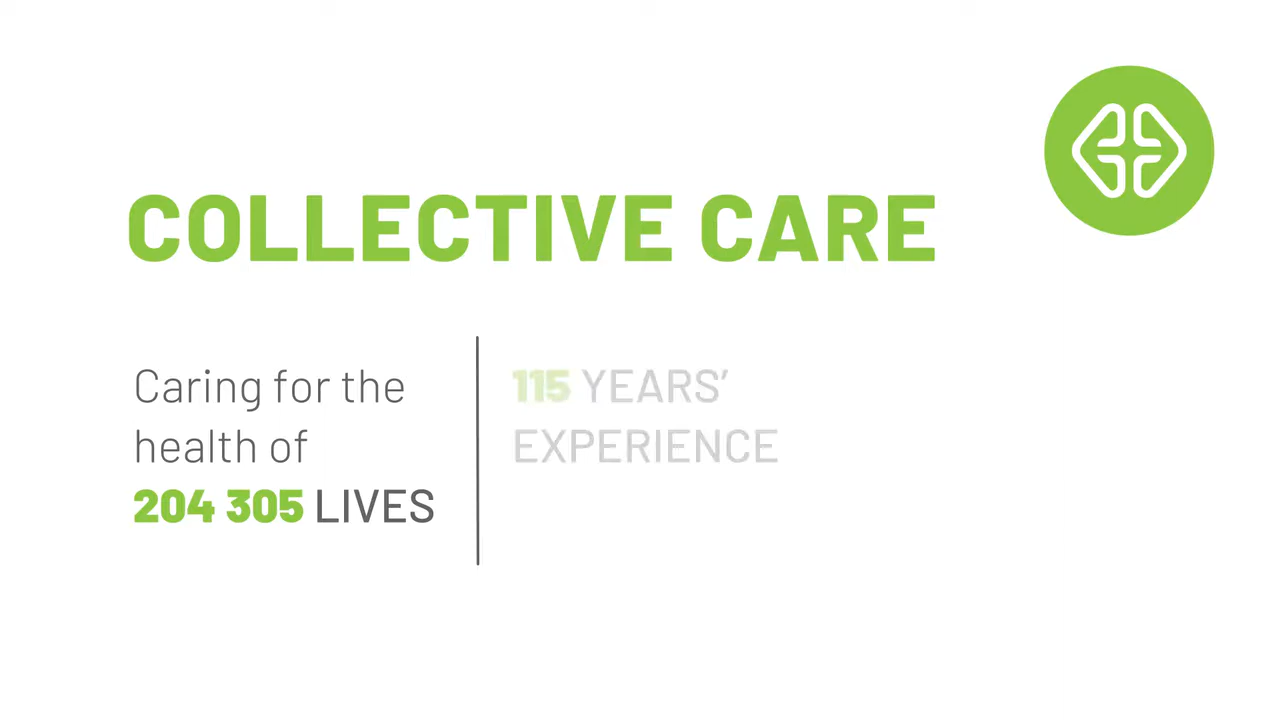 COLLECTIVE CARE
Caring for the
health of
204 305 LIVES
115 YEARS’
EXPERIENCE